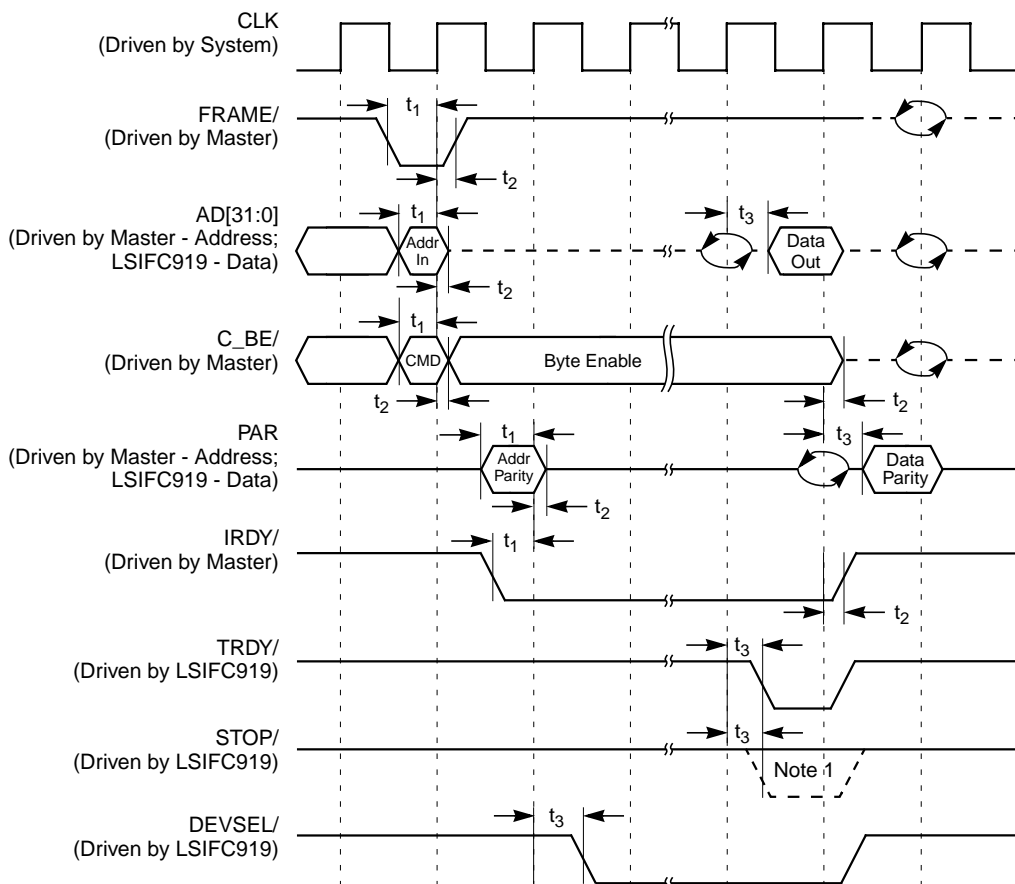 CLK
(Driven by System)
FRAME/
(Driven by Master)
t1
t2
AD[31:0]
(Driven by Master - Address;
LSIFC919 - Data)
t1
Addr
In
t2
t3
Data
Out
C_BE/
(Driven by Master)
t1
CMD
Byte Enable
t2
t2
PAR
(Driven by Master - Address;
LSIFC919 - Data)
t1
Addr
Parity
t2
t3
Data
Parity
IRDY/
(Driven by Master)
t1
t2
TRDY/
(Driven by LSIFC919)
t3
STOP/
(Driven by LSIFC919)
t3
Note 1
DEVSEL/
(Driven by LSIFC919)
t3